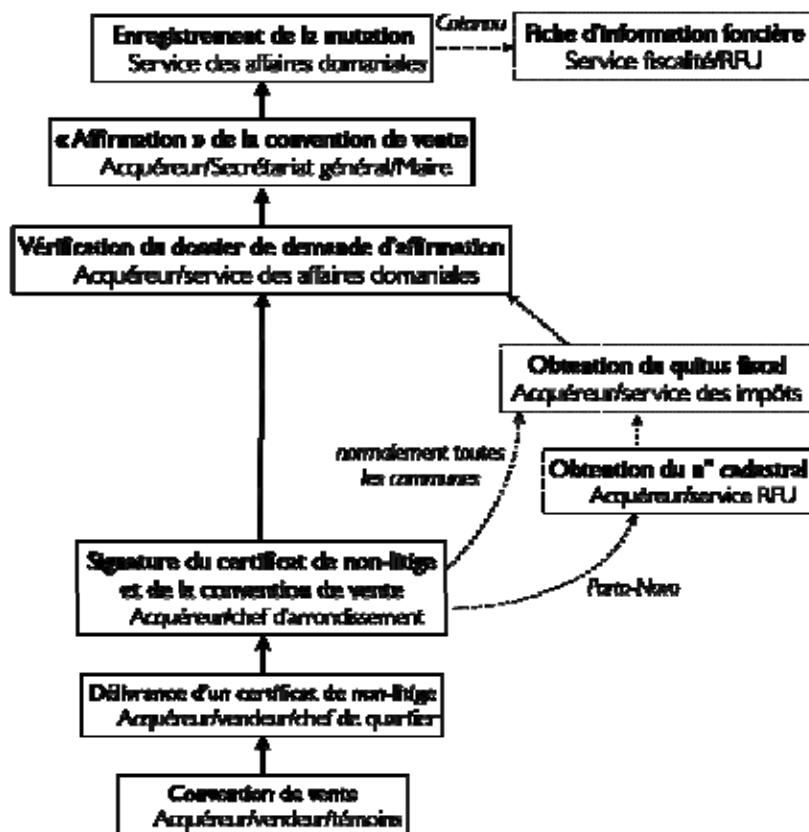 Enregistrement de la mutation
Service des affaires domaniales
Cotonou
Fiche d'information foncière
Service fiscalité/RFU
« Affirmation » de la convention de vente
Acquéreur/Secrétariat général/Maire
Vérification du dossier de demande d'affirmation
Acquéreur/service des affaires domaniales
Obtention du quitus fiscal
Acquéreur/service des impôts
normalement toutes
les communes
Obtention du n° cadastral
Acquéreur/service RFU
Signature du certificat de non-litige
et de la convention de vente
Acquéreur/chef d'arrondissement
Porto-Novo
Délivrance d'un certificat de non-litige
Acquéreur/vendeur/chef de quartier
Convention de vente
Acquéreur/vendeur/témoins